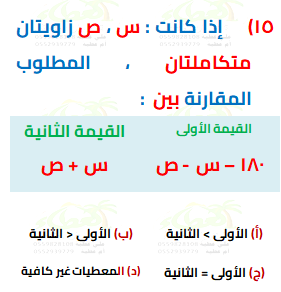 ١٥) إذا كانت : س ، ص زاويتان
متكاملتان ، المطلوب
المقارنة بين :
القيمة الأولى القيمة الثانية
١٨٠ – س - ص س + ص
(أ) الأولى > الثانية (ب) الأولى < الثانية
(ج) الأولى = الثانية (د) المعطيات غير كافية